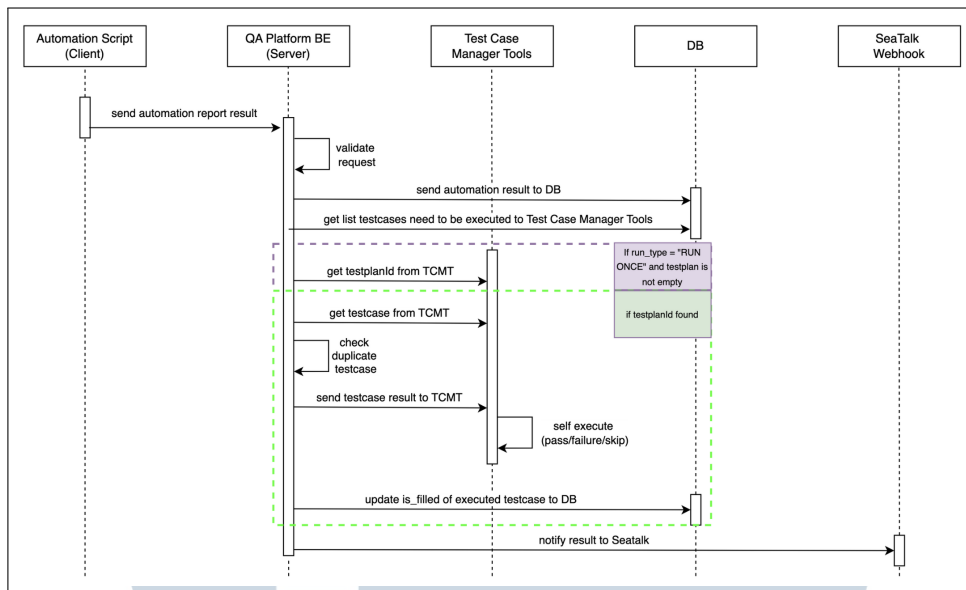 Automation Script
(Client)
QA Platform BE
(Server)
Test Case
Manager Tools
DB
SeaTalk
Webhook
send automation report result
validate
request
send automation result to DB
get list testcases need to be executed to Test Case Manager Tools
If run_type = "RUN
ONCE" and testplan is
not empty
get testplanId from TCMT
if testplanId found
get testcase from TCMT
check
duplicate
testcase
send testcase result to TCMT
self execute
(pass/failure/skip)
update is_filled of executed testcase to DB
notify result to Seatalk